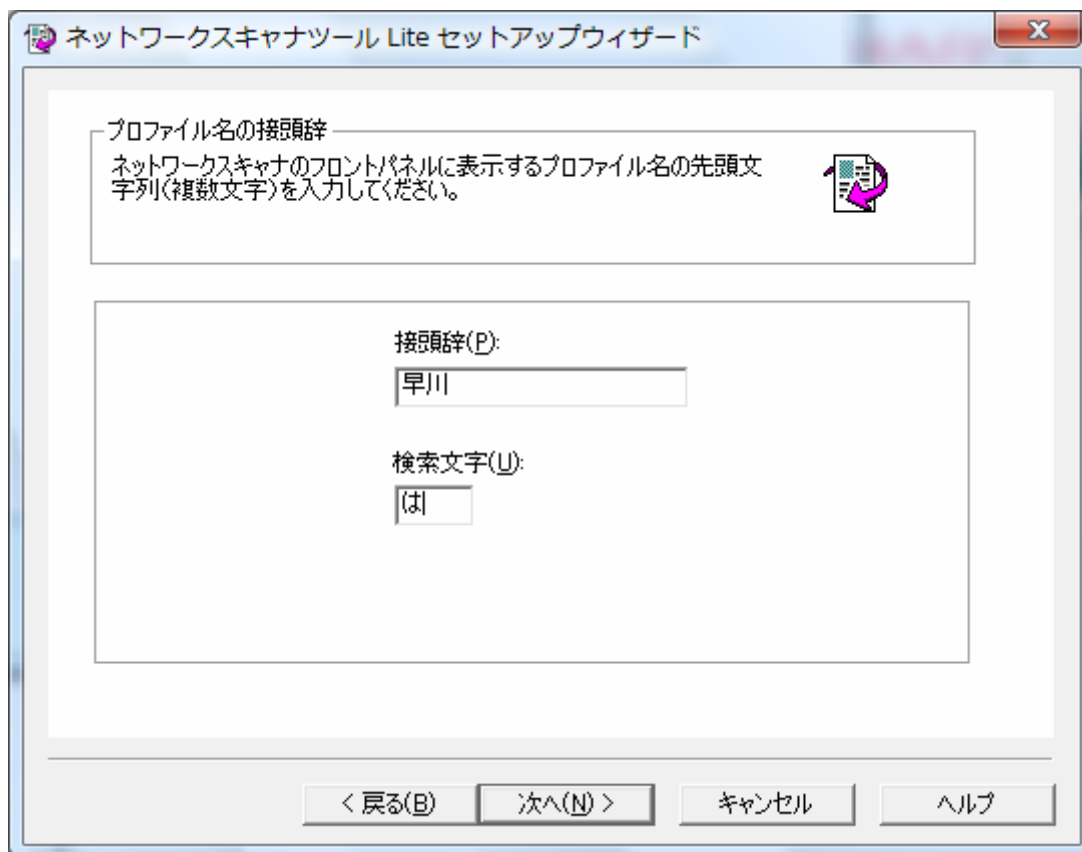 ネットワークスキャナツール Lite セットアップウィザード
プロファイル名の接頭辞
ネットワークスキャナのフロントパネルに表示するプロファイル名の先頭文
字列(複数文字)を入力してください。
接頭辞(P):
早川
検索文字(U):
は
< 戻る(B) 次へ(N) > キャンセル ヘルプ